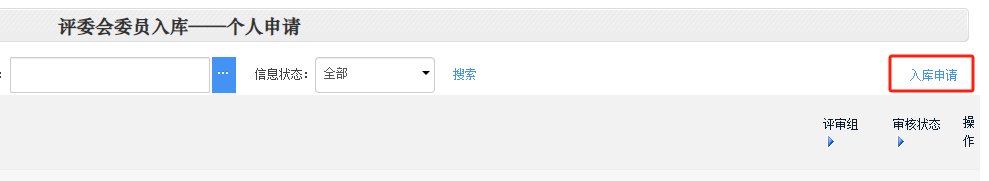 评委会委员入库——个人申请
: ... 信息状态： 全部 搜索 入库申请
评审组 审核状态 操
作